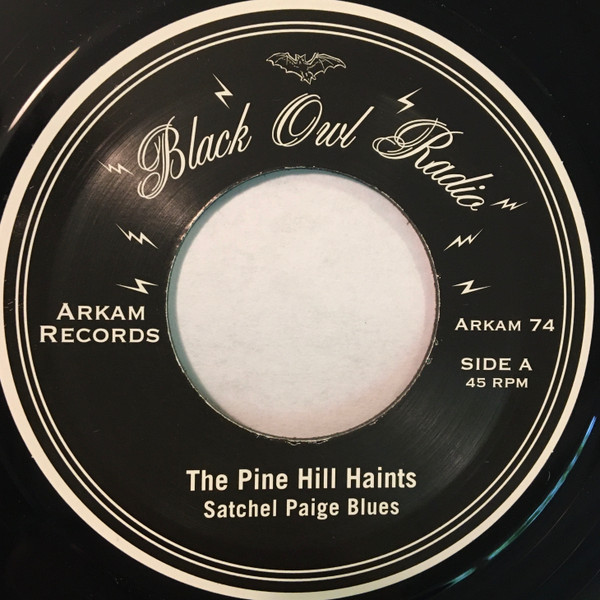 Black Owl Radio
Arkam
Records
Arkam 74
SIDE A
45 RPM
The Pine Hill Haints
Satchel Paige Blues